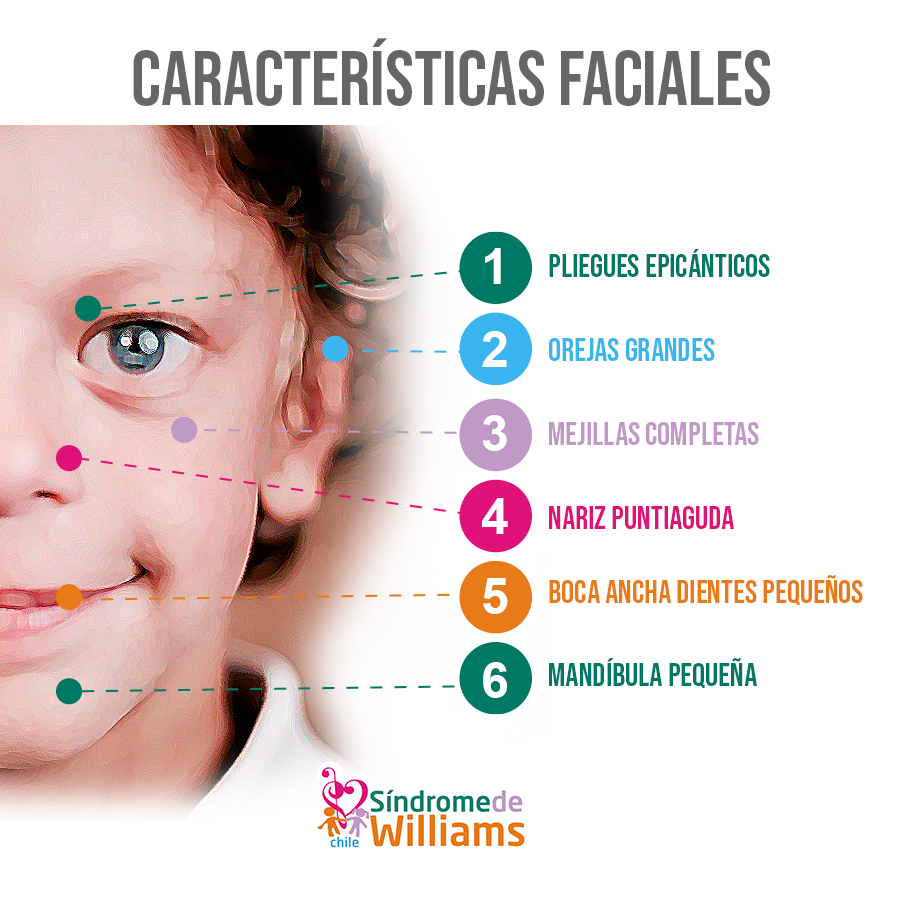 CARACTERÍSTICAS FACIALES
1 PLIEGUES EPICÁNTICOS
2 OREJAS GRANDES
3 MEJILLAS COMPLETAS
4 NARIZ PUNTIAGUDA
5 BOCA ANCHA DIENTES PEQUEÑOS
6 MANDÍBULA PEQUEÑA
Síndrome de
Williams
chile